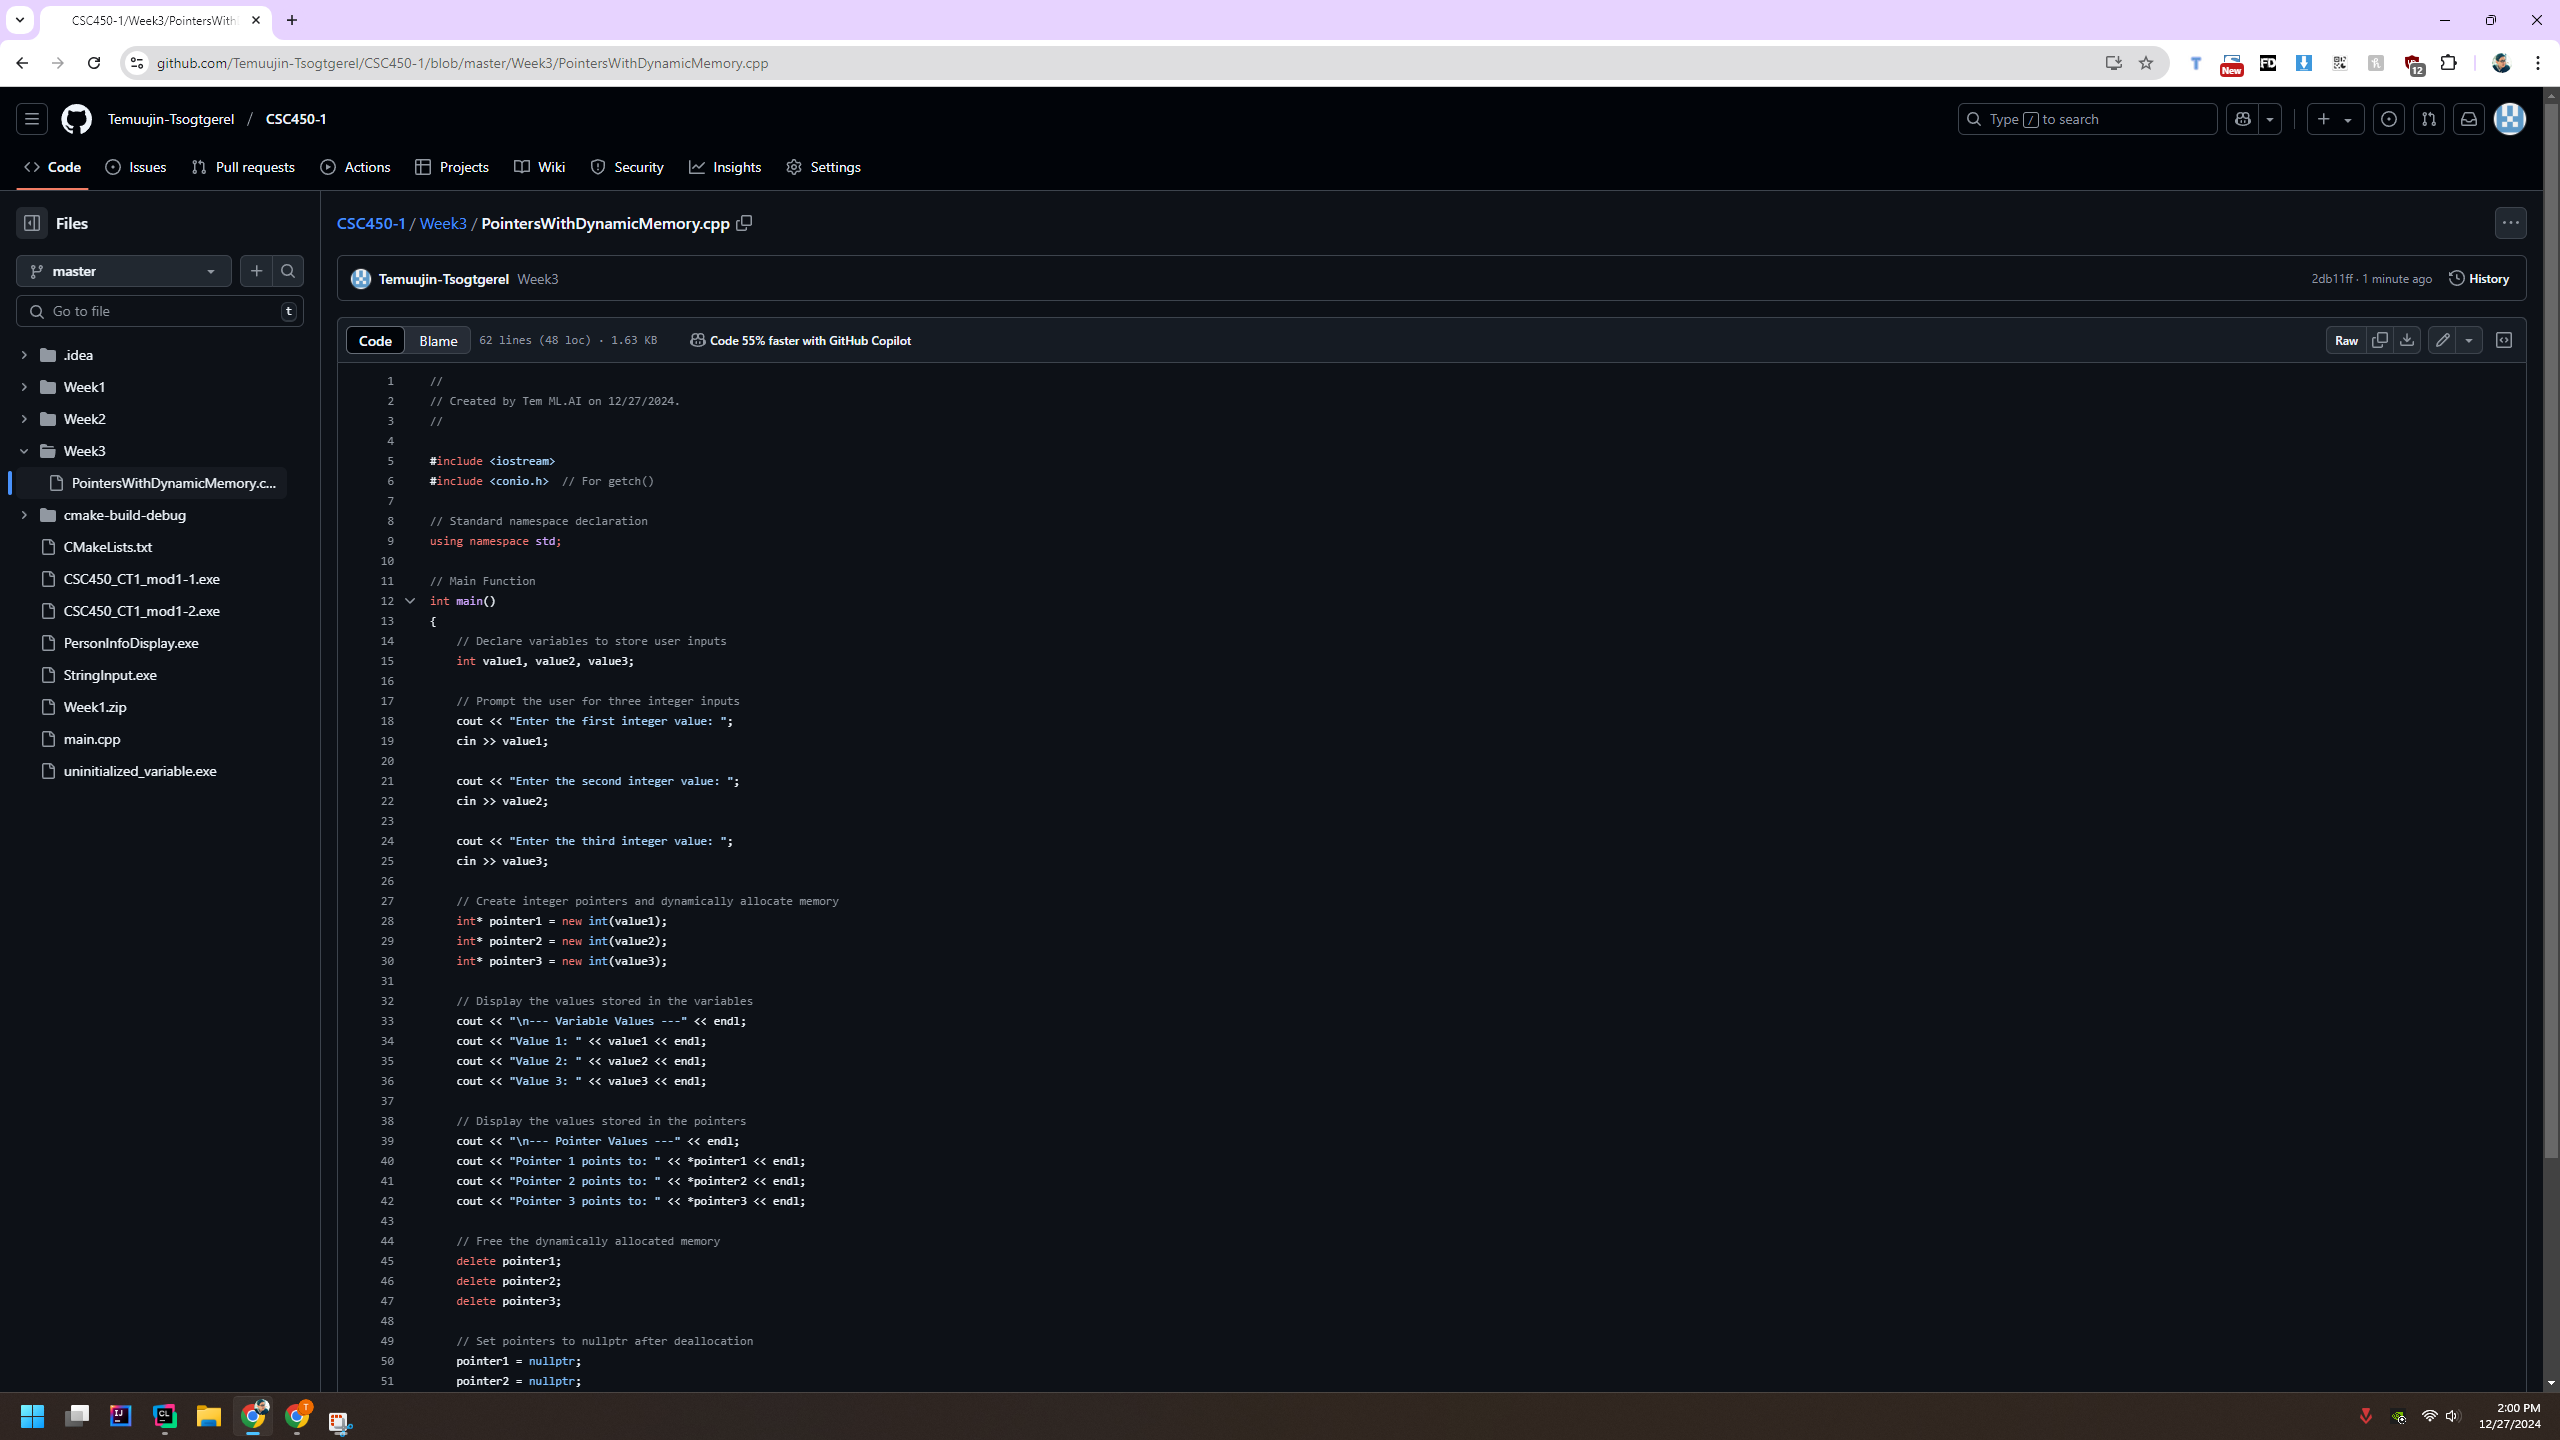 CSC450-1/Week3/PointersWith
github.com/Temuujin-Tsogtgerel/CSC450-1/blob/master/Week3/PointersWithDynamicMemory.cpp
New
FD
12
Temuujin-Tsogtgerel / CSC450-1
Type / to search
Code Issues Pull requests Actions Projects Wiki Security Insights Settings
Files
master
Go to file t
.idea
Week1
Week2
Week3
PointersWithDynamicMemory.c...
cmake-build-debug
CMakeLists.txt
CSC450_CT1_mod1-1.exe
CSC450_CT1_mod1-2.exe
PersonInfoDisplay.exe
StringInput.exe
Week1.zip
main.cpp
uninitialized_variable.exe
CSC450-1 / Week3 / PointersWithDynamicMemory.cpp
Temuujin-Tsogtgerel Week3
2db11ff · 1 minute ago History
Code Blame 62 lines (48 loc) · 1.63 KB Code 55% faster with GitHub Copilot
Raw
1 //
2 // Created by Tem ML.AI on 12/27/2024.
3 //
4
5 #include <iostream>
6 #include <conio.h>  // For getch()
7
8 // Standard namespace declaration
9 using namespace std;
10
11 // Main Function
12 int main()
13 {
14     // Declare variables to store user inputs
15     int value1, value2, value3;
16
17     // Prompt the user for three integer inputs
18     cout << "Enter the first integer value: ";
19     cin >> value1;
20
21     cout << "Enter the second integer value: ";
22     cin >> value2;
23
24     cout << "Enter the third integer value: ";
25     cin >> value3;
26
27     // Create integer pointers and dynamically allocate memory
28     int* pointer1 = new int(value1);
29     int* pointer2 = new int(value2);
30     int* pointer3 = new int(value3);
31
32     // Display the values stored in the variables
33     cout << "\n--- Variable Values ---" << endl;
34     cout << "Value 1: " << value1 << endl;
35     cout << "Value 2: " << value2 << endl;
36     cout << "Value 3: " << value3 << endl;
37
38     // Display the values stored in the pointers
39     cout << "\n--- Pointer Values ---" << endl;
40     cout << "Pointer 1 points to: " << *pointer1 << endl;
41     cout << "Pointer 2 points to: " << *pointer2 << endl;
42     cout << "Pointer 3 points to: " << *pointer3 << endl;
43
44     // Free the dynamically allocated memory
45     delete pointer1;
46     delete pointer2;
47     delete pointer3;
48
49     // Set pointers to nullptr after deallocation
50     pointer1 = nullptr;
51     pointer2 = nullptr;
2:00 PM
12/27/2024